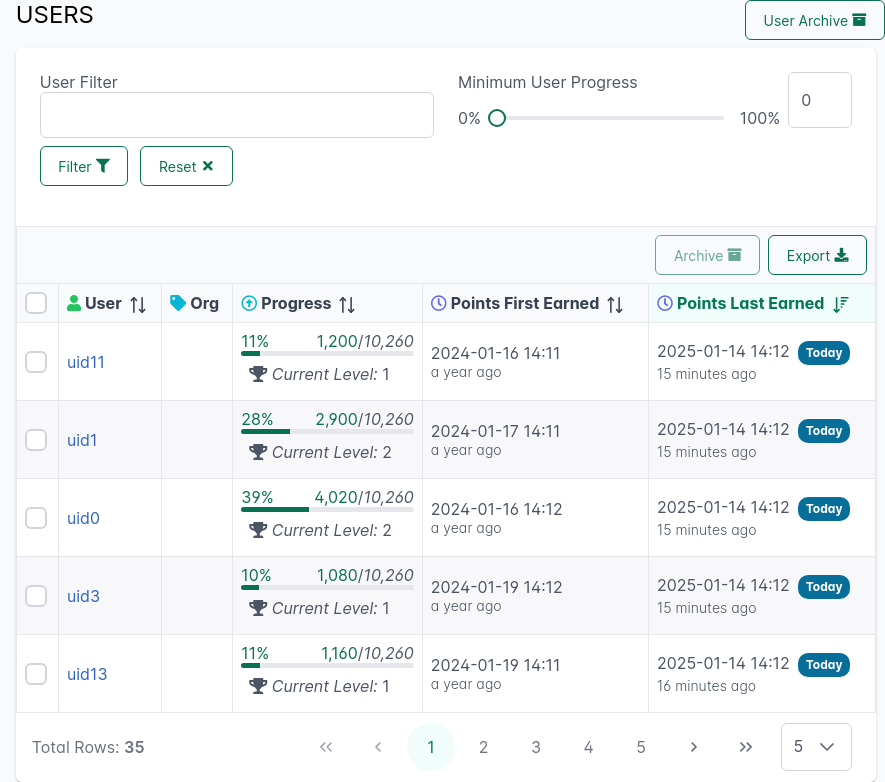 USERS
User Archive
User Filter
Minimum User Progress
0%
100%
0
Filter
Reset
Archive
Export
User
Org
Progress
Points First Earned
Points Last Earned
uid11
11%
1,200/10,260
Current Level: 1
2024-01-16 14:11
a year ago
2025-01-14 14:12
Today
15 minutes ago
uid1
28%
2,900/10,260
Current Level: 2
2024-01-17 14:11
a year ago
2025-01-14 14:12
Today
15 minutes ago
uid0
39%
4,020/10,260
Current Level: 2
2024-01-16 14:12
a year ago
2025-01-14 14:12
Today
15 minutes ago
uid3
10%
1,080/10,260
Current Level: 1
2024-01-19 14:12
a year ago
2025-01-14 14:12
Today
15 minutes ago
uid13
11%
1,160/10,260
Current Level: 1
2024-01-19 14:11
a year ago
2025-01-14 14:12
Today
16 minutes ago
Total Rows: 35
1
2
3
4
5
5